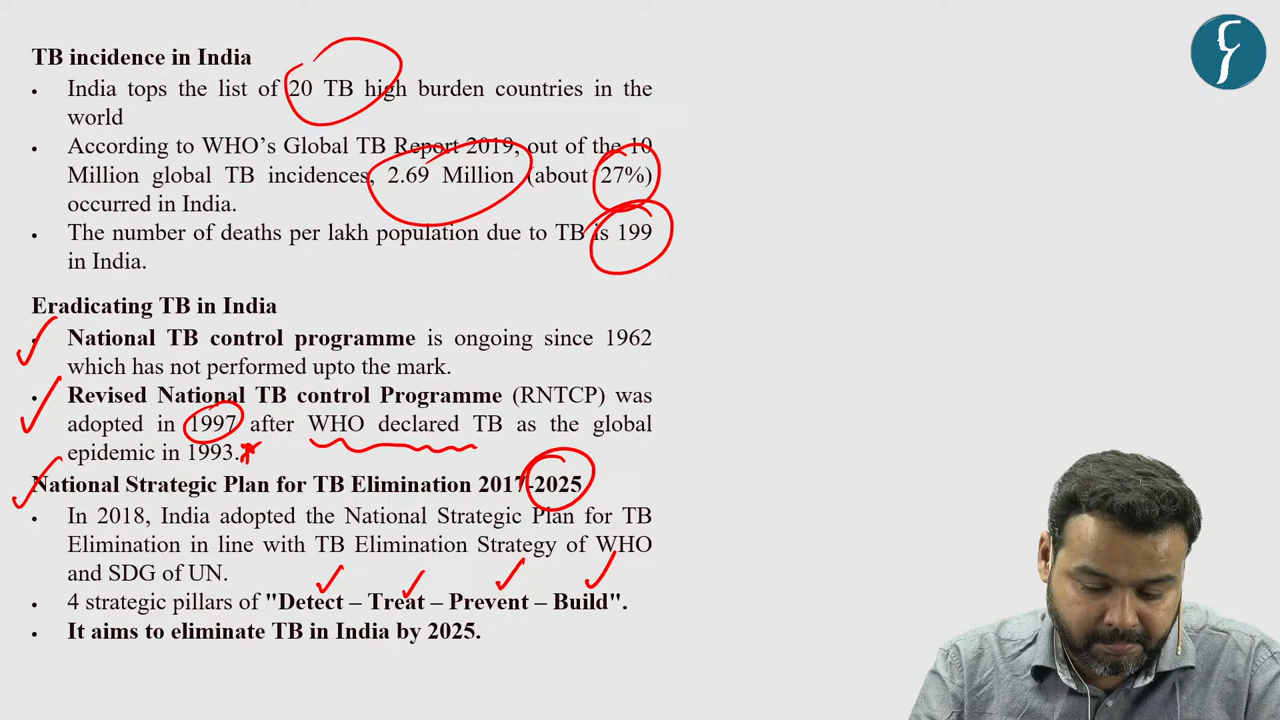 TB incidence in India
• India tops the list of 20 TB high burden countries in the
world
• According to WHO's Global TB Report 2019, out of the 10
Million global TB incidences, 2.69 Million (about 27%)
occurred in India.
• The number of deaths per lakh population due to TB is 199
in India.
Eradicating TB in India
• National TB control programme is ongoing since 1962
which has not performed upto the mark.
• Revised National TB control Programme (RNTCP) was
adopted in 1997 after WHO declared TB as the global
epidemic in 1993.
National Strategic Plan for TB Elimination 2017-2025
• In 2018, India adopted the National Strategic Plan for TB
Elimination in line with TB Elimination Strategy of WHO
and SDG of UN.
• 4 strategic pillars of "Detect – Treat – Prevent – Build".
• It aims to eliminate TB in India by 2025.